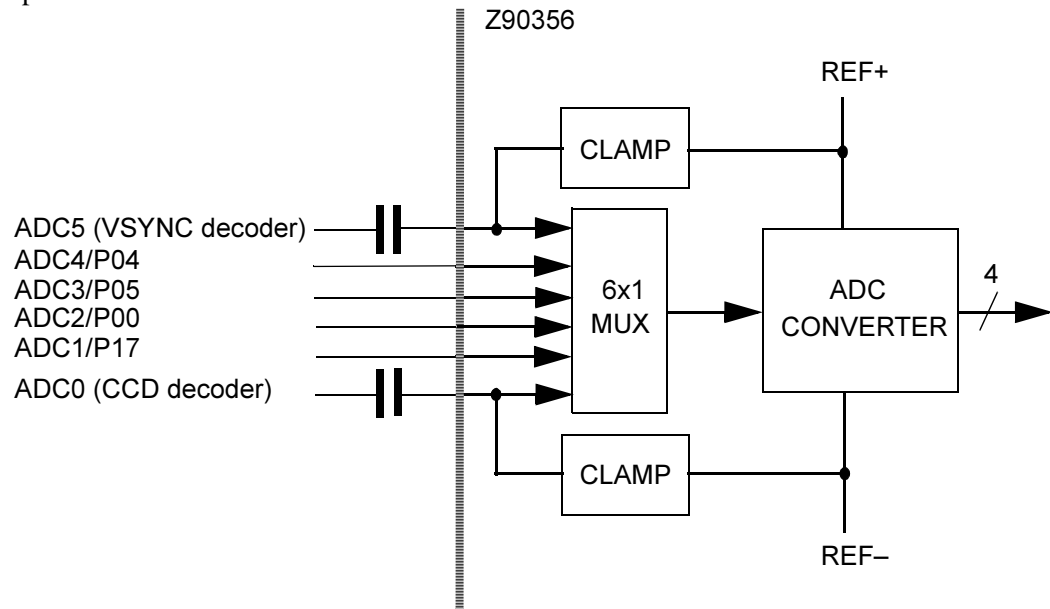 Z90356
REF+
CLAMP
ADC5 (VSYNC decoder)
ADC4/P04
ADC3/P05
ADC2/P00
ADC1/P17
ADC0 (CCD decoder)
6x1
MUX
ADC
CONVERTER
4
CLAMP
REF–